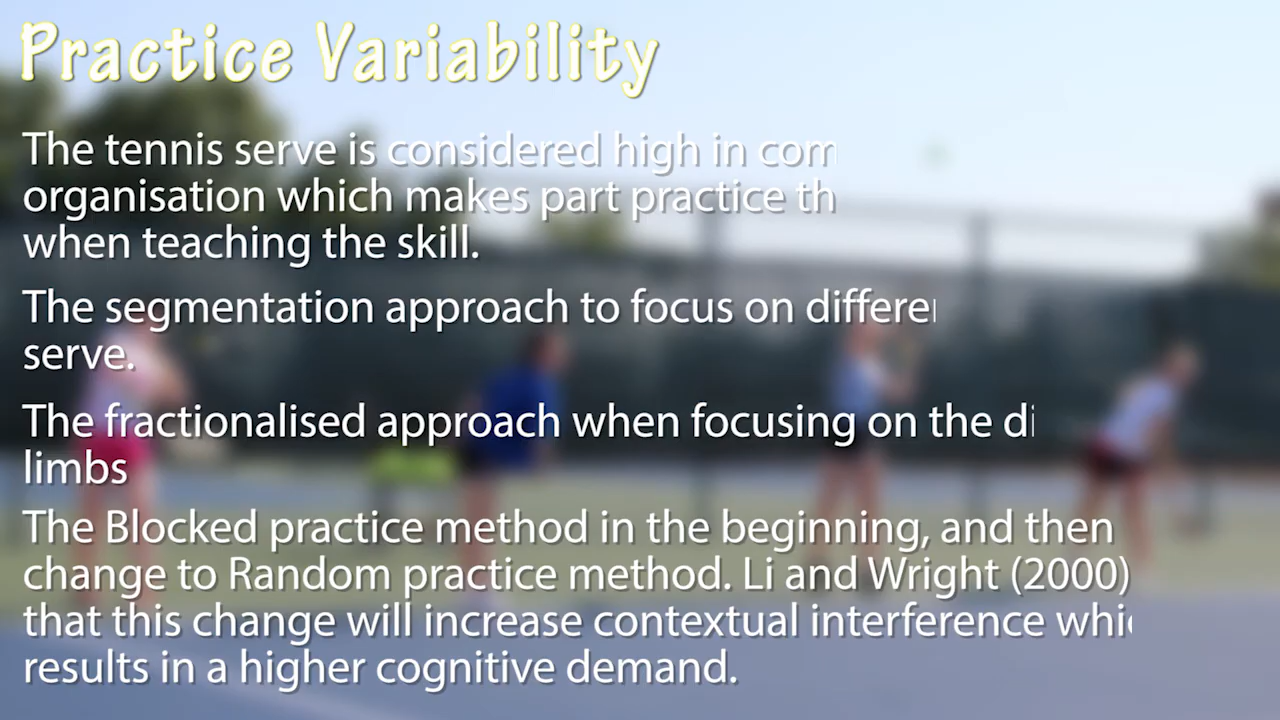 Practice Variability
The tennis serve is considered high in com
organisation which makes part practice th
when teaching the skill.
The segmentation approach to focus on differe
serve.
The fractionalised approach when focusing on the di
limbs
The Blocked practice method in the beginning, and then
change to Random practice method. Li and Wright (2000)
that this change will increase contextual interference whi
results in a higher cognitive demand.